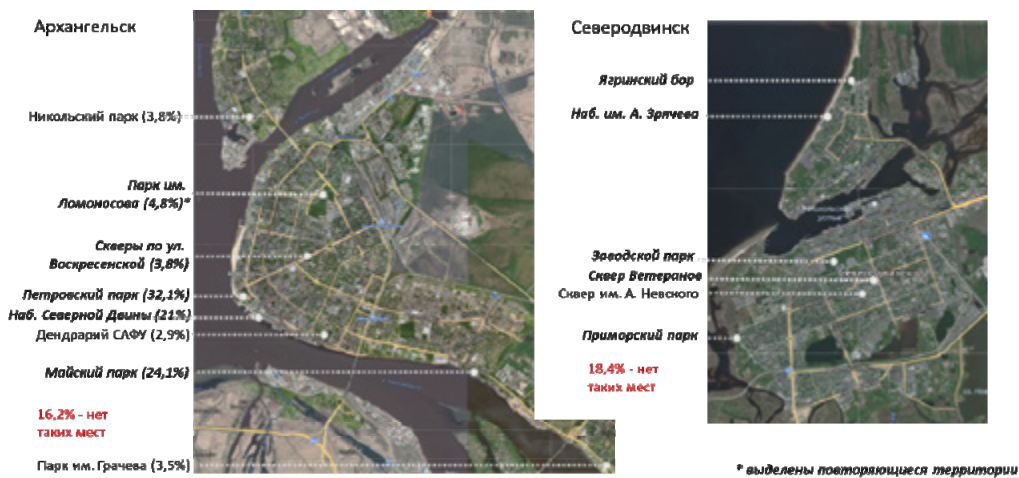 Архангельск
Никольский парк (3,8%)
Парк им.
Ломоносова (4,8%)*
Скверы по ул.
Воскресенской (3,8%)
Петровский парк (32,1%)
Наб. Северной Двины (21%)
Дендрарий САФУ (2,9%)
Майский парк (24,1%)
16,2% - нет
таких мест
Парк им. Грачева (3,5%)
Северодвинск
Ягринский бор
Наб. им. А. Зрячева
Заводской парк
Сквер Ветеранов
Сквер им. А. Невского
Приморский парк
18,4% - нет
таких мест
* выделены повторяющиеся территории